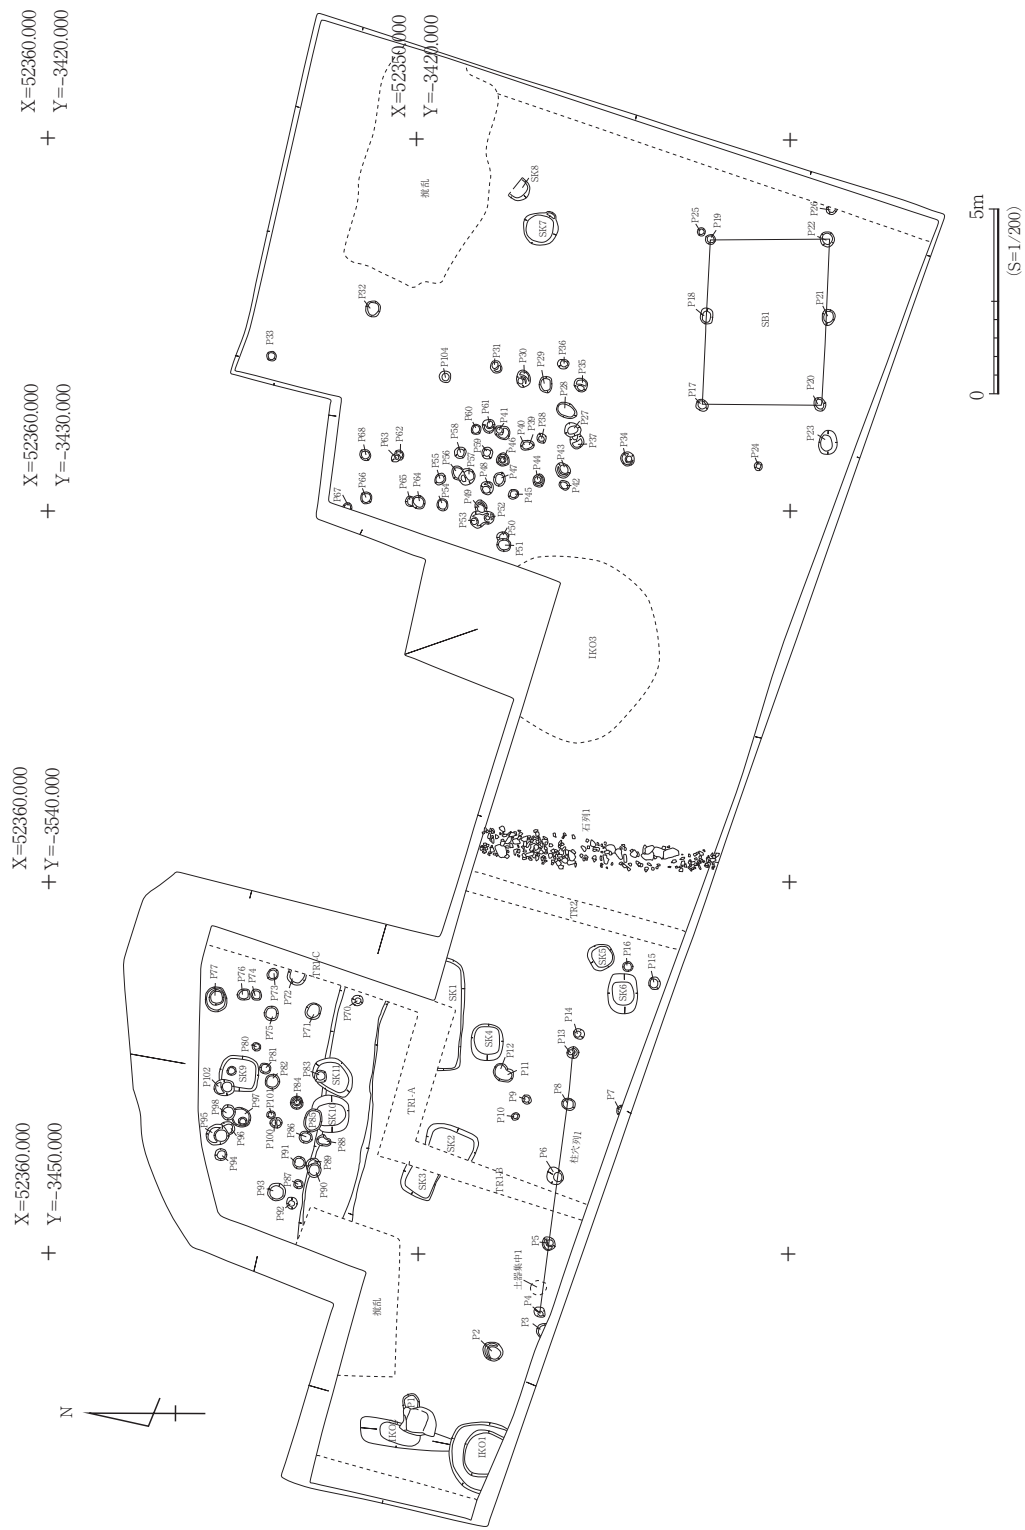 X=52360.000
Y=-3420.000
X=52350.000
Y=-3420.000
X=52360.000
Y=-3430.000
X=52360.000
Y=-3540.000
X=52360.000
Y=-3450.000
N
0
5m
(S=1/200)
撹乱
SK8
SK7
P32
P33
P104
P31
P30
P29
P28
P27
P37
P36
P35
P34
P25
P19
P26
P22
P18
P21
SB1
P17
P20
P23
P24
P68
P63
P62
P66
P67
P65
P64
P60
P61
P41
P58
P59
P46
P40
P39
P38
P55
P56
P57
P48
P47
P44
P43
P42
P45
P54
P49
P53
P52
P50
P51
IKO3
石列1
TR2
TR1-C
P77
P76
P74
P73
P72
P75
P71
P70
P80
P81
P82
P102
SK9
P83
SK11
P84
P101
P100
P95
P98
P97
P96
P94
P85
SK10
P86
P88
P91
P89
P90
P87
P93
P92
SK1
SK4
P12
P11
P9
P10
TR1-A
SK2
SK3
TR1-B
SK5
SK6
P16
P15
P14
P13
P8
P7
柱穴列1
P6
P5
土器集中1
P4
P3
P2
撹乱
P1
IKO1